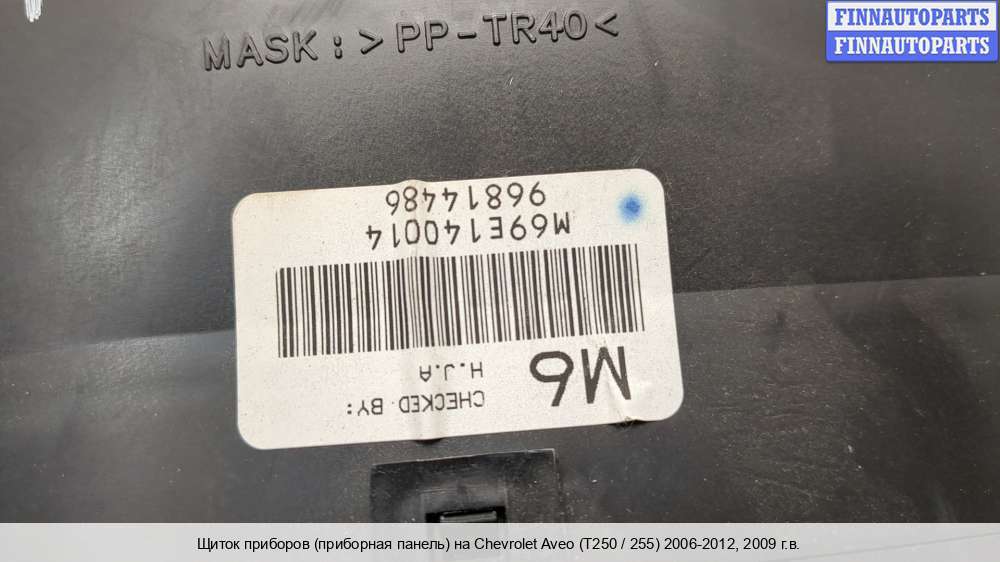 FINNAUTOPARTS
FINNAUTOPARTS
MASK : >PP-TR40<
M6
CHECKED BY:
H.J.A
M69E140014
96814486
Щиток приборов (приборная панель) на Chevrolet Aveo (T250 / 255) 2006-2012, 2009 г.в.